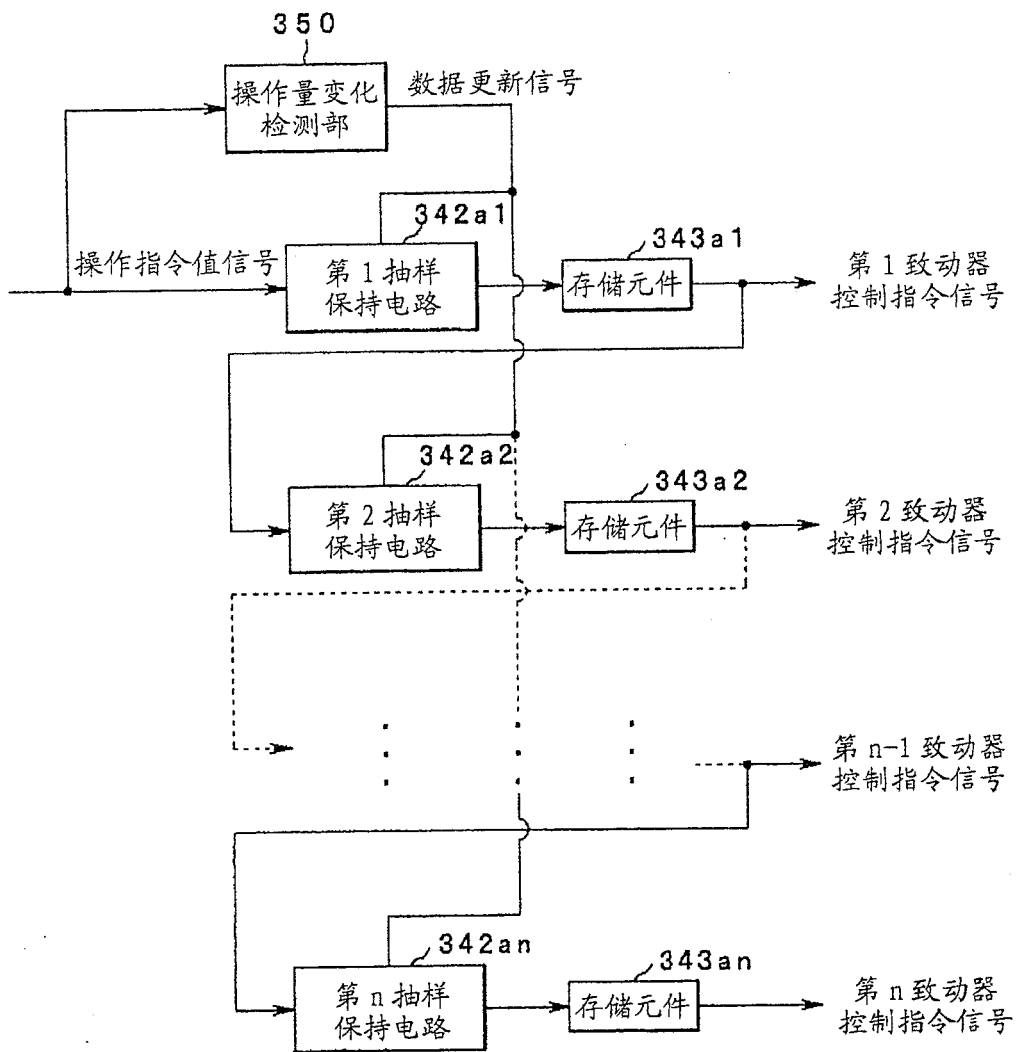 350
操作量变化
检测部
数据更新信号
操作指令值信号
342a1
第1抽样
保持电路
343a1
存储元件
第1致动器
控制指令信号
342a2
第2抽样
保持电路
343a2
存储元件
第2致动器
控制指令信号
第n-1致动器
控制指令信号
342an
第n抽样
保持电路
343an
存储元件
第n致动器
控制指令信号